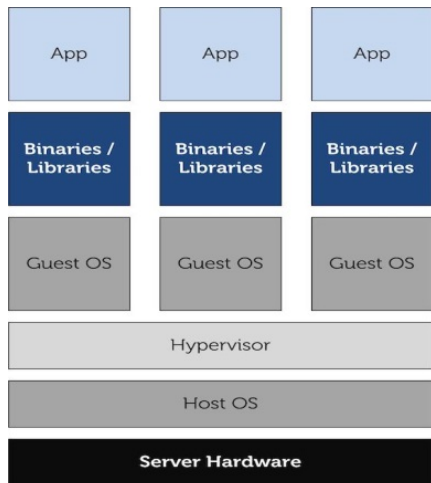 App
App
App
Binaries /
Libraries
Binaries /
Libraries
Binaries /
Libraries
Guest OS
Guest OS
Guest OS
Hypervisor
Host OS
Server Hardware